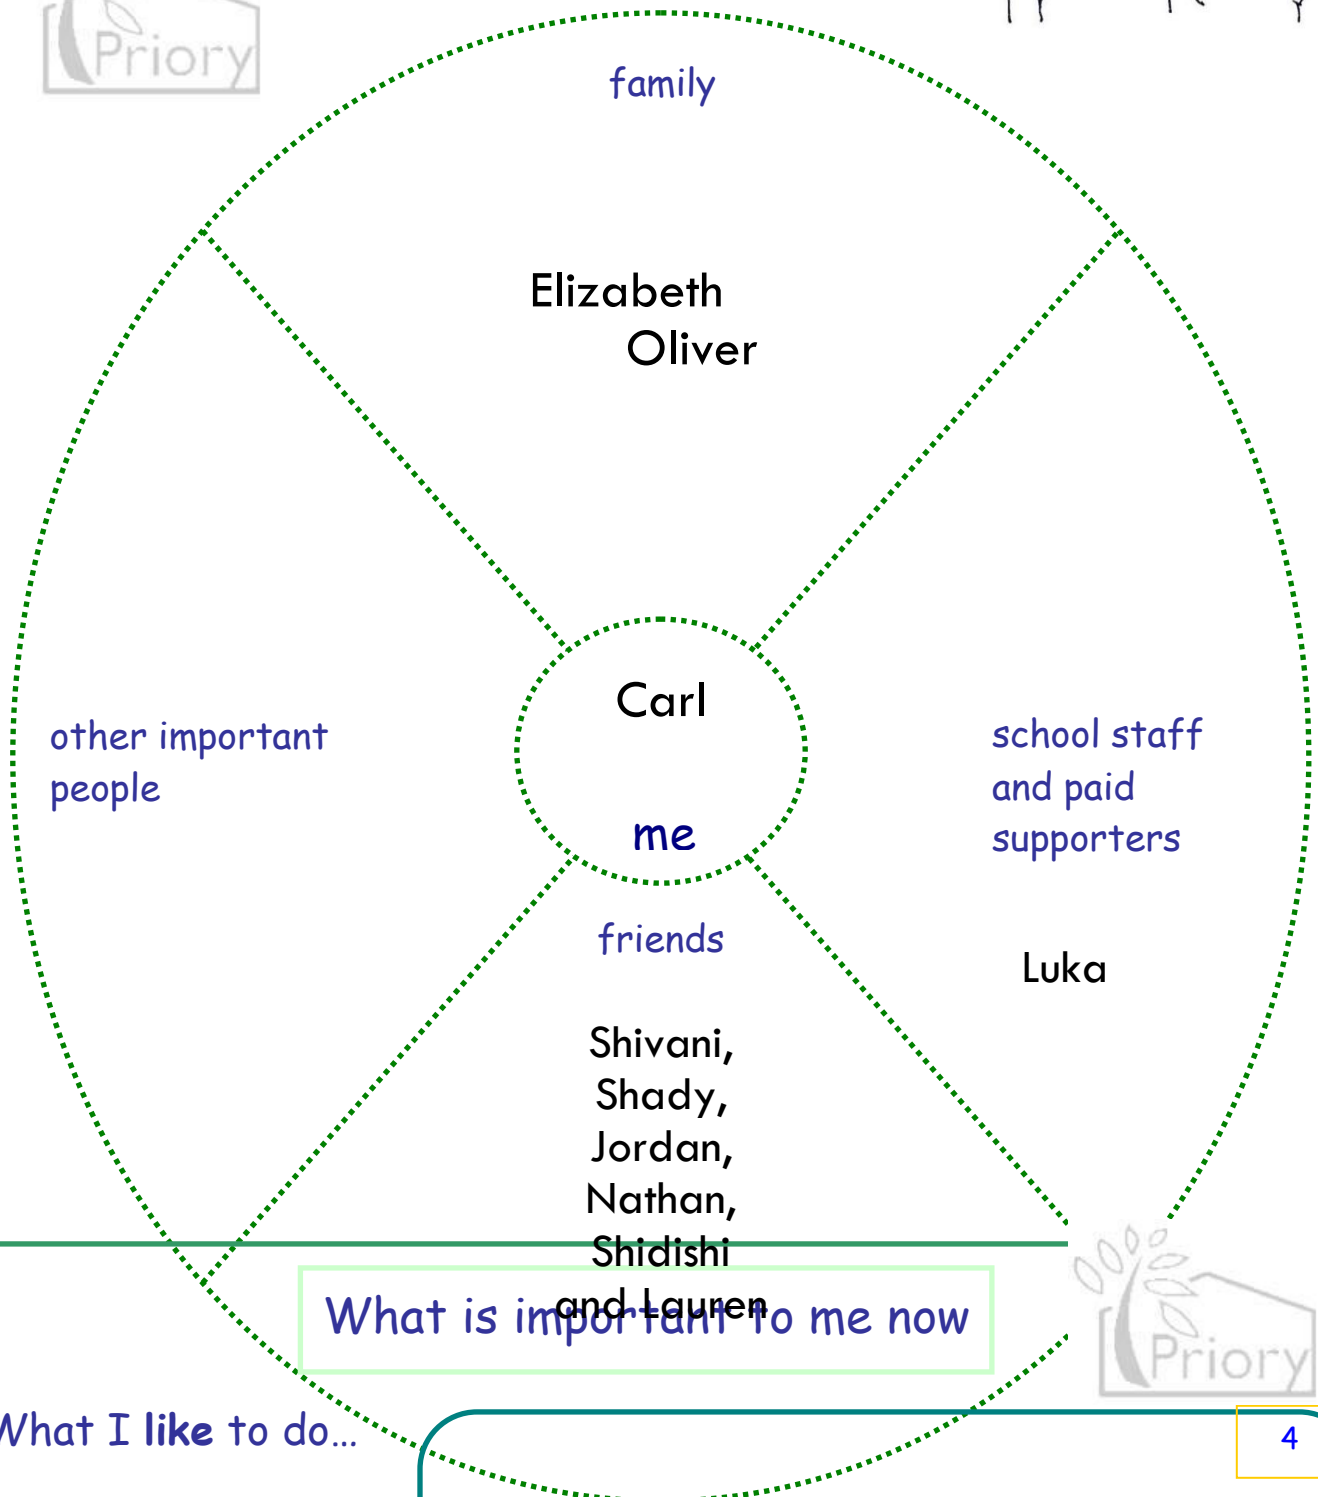 Priory
family
Elizabeth
Oliver
Carl
me
other important
people
school staff
and paid
supporters
Luka
friends
Shivani,
Shady,
Jordan,
Nathan,
Shidishi
and Lauren
What is important to me now
Priory
What I like to do...
4